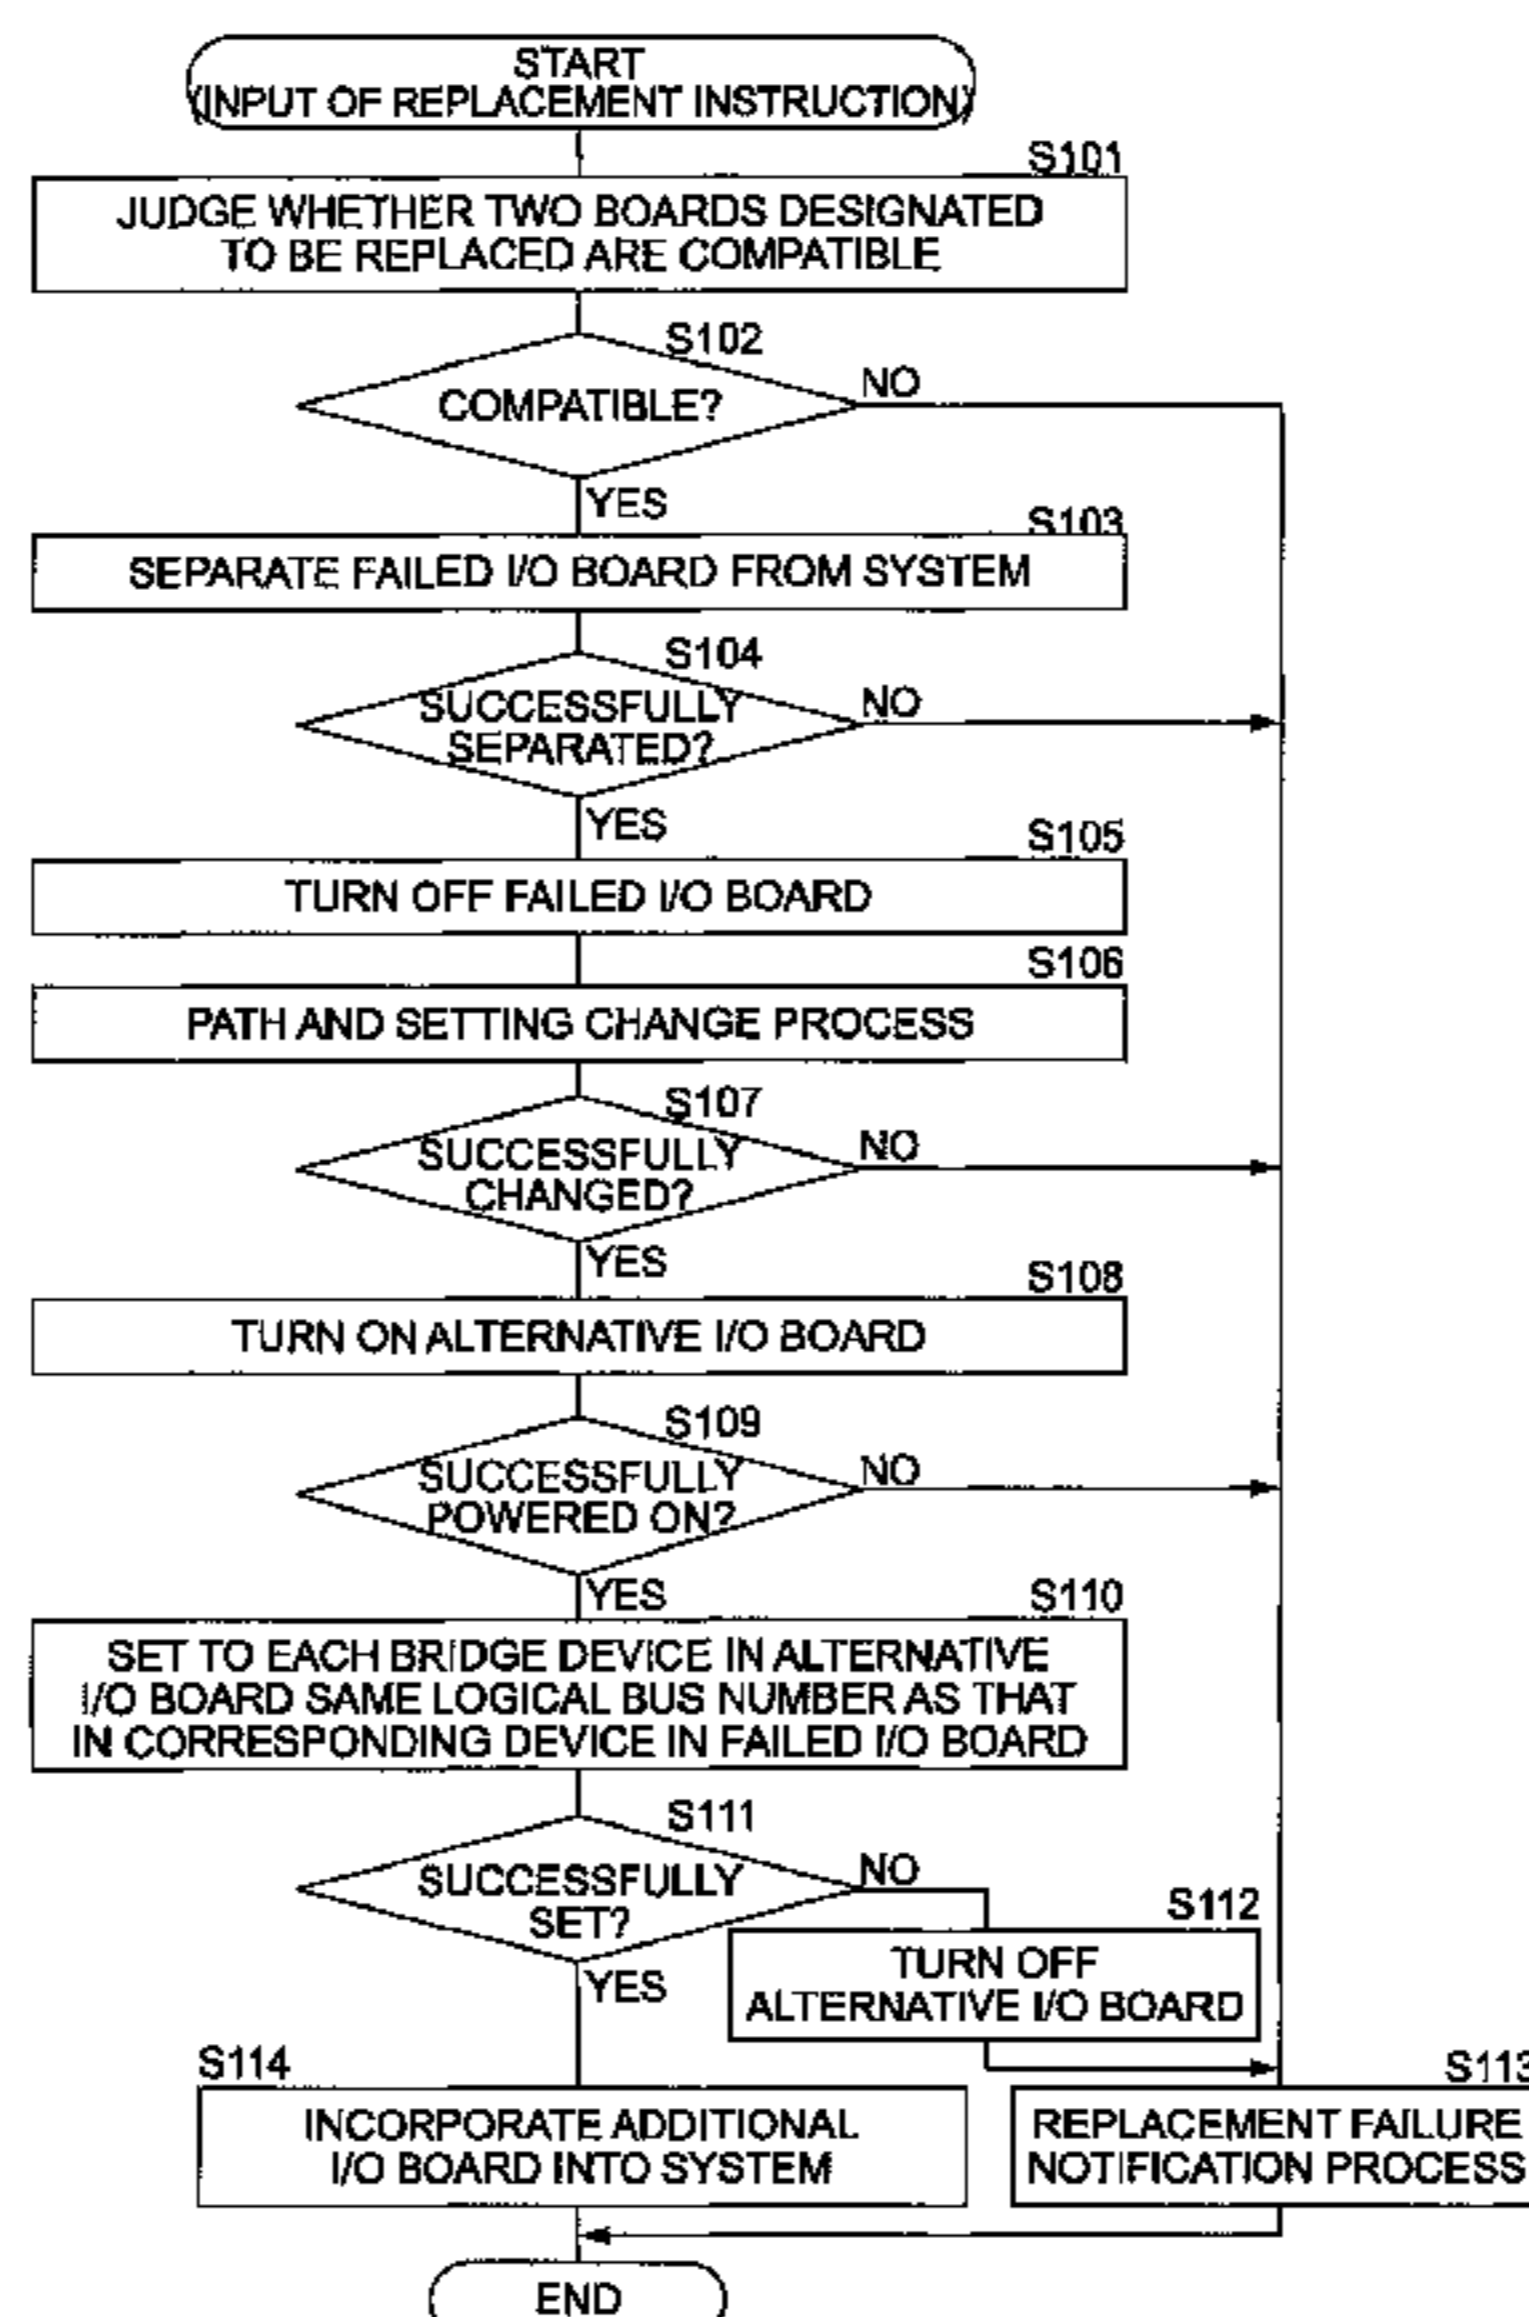 START
(INPUT OF REPLACEMENT INSTRUCTION)
S101
JUDGE WHETHER TWO BOARDS DESIGNATED
TO BE REPLACED ARE COMPATIBLE
S102
COMPATIBLE?
NO
YES
S103
SEPARATE FAILED I/O BOARD FROM SYSTEM
S104
SUCCESSFULLY
SEPARATED?
NO
YES
S105
TURN OFF FAILED I/O BOARD
S106
PATH AND SETTING CHANGE PROCESS
S107
SUCCESSFULLY
CHANGED?
NO
YES
S108
TURN ON ALTERNATIVE I/O BOARD
S109
SUCCESSFULLY
POWERED ON?
NO
YES
S110
SET TO EACH BRIDGE DEVICE IN ALTERNATIVE
I/O BOARD SAME LOGICAL BUS NUMBER AS THAT
IN CORRESPONDING DEVICE IN FAILED I/O BOARD
S111
SUCCESSFULLY
SET?
NO
YES
S112
TURN OFF
ALTERNATIVE I/O BOARD
S114
INCORPORATE ADDITIONAL
I/O BOARD INTO SYSTEM
S113
REPLACEMENT FAILURE
NOTIFICATION PROCESS
END